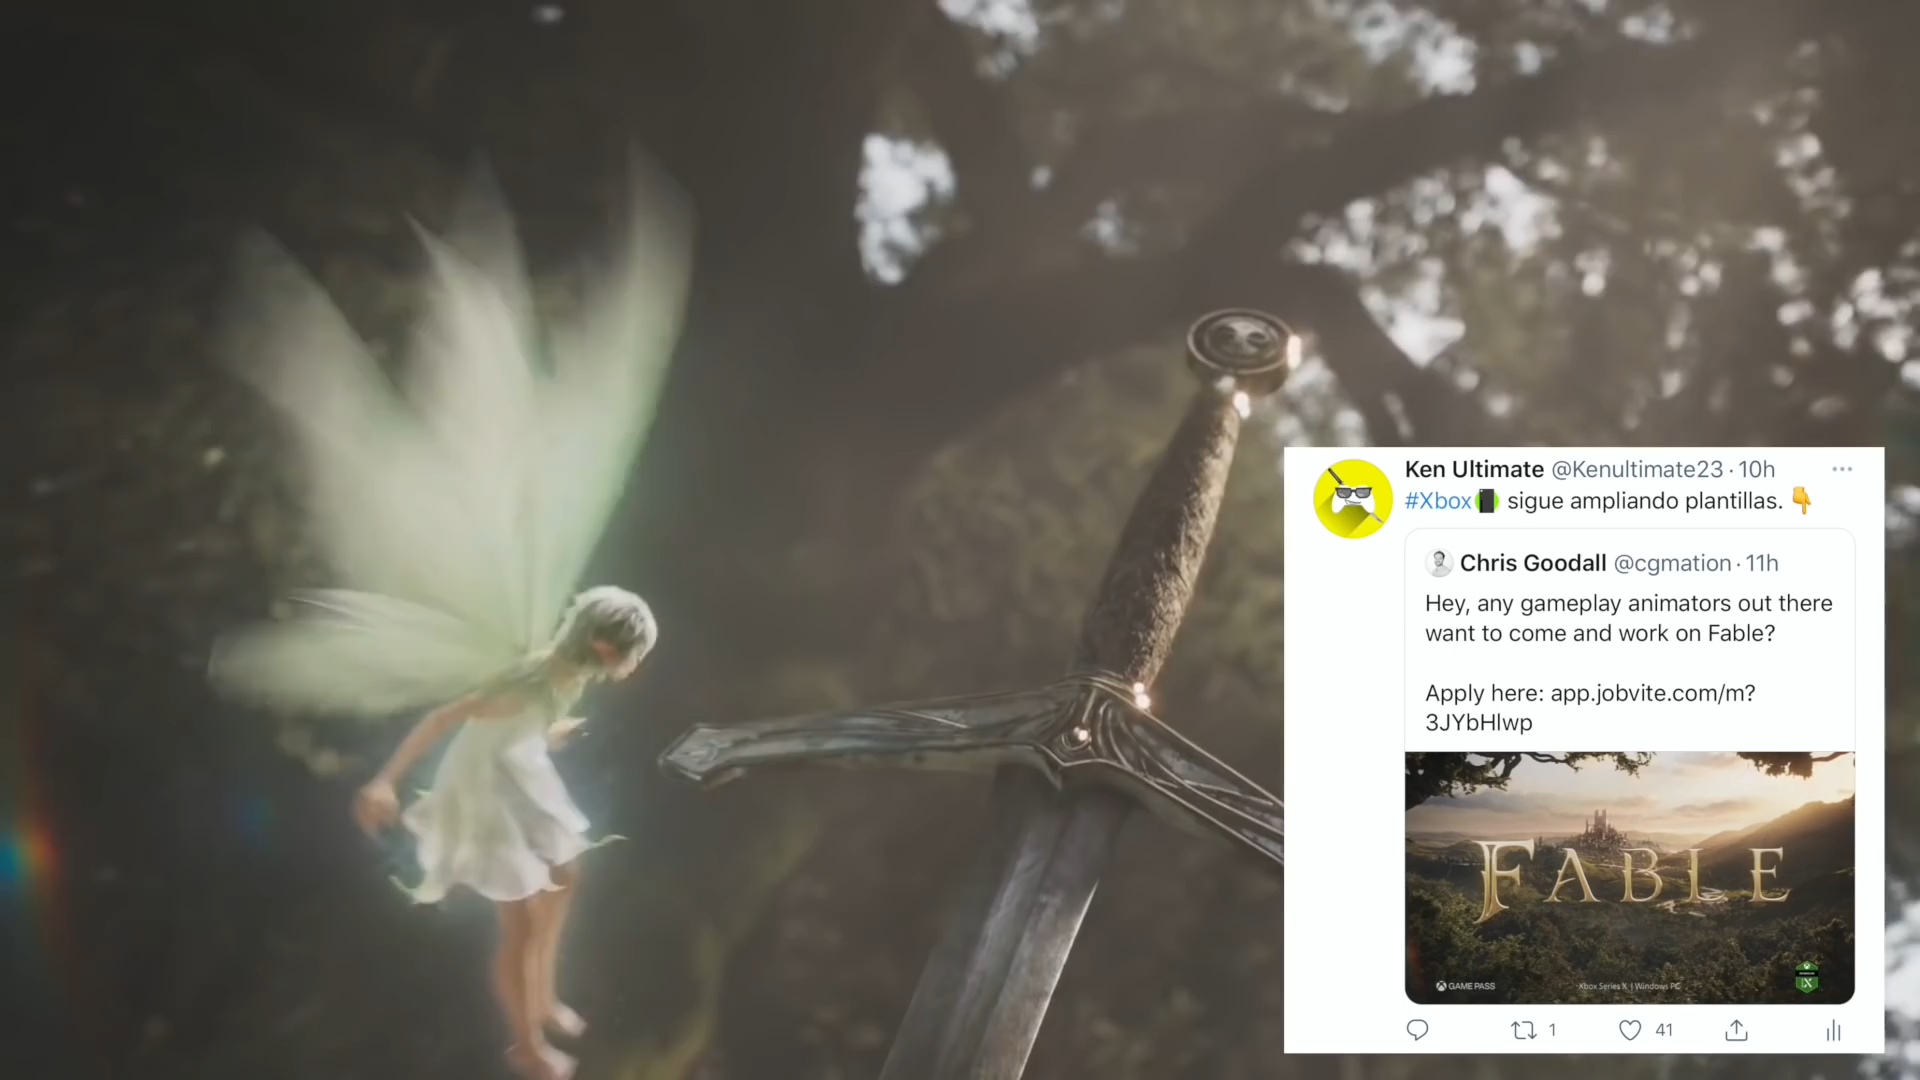 Ken Ultimate @Kenultimate23 · 10h
#Xbox sigue ampliando plantillas. 👇
Chris Goodall @cgmation · 11h
Hey, any gameplay animators out there
want to come and work on Fable?
Apply here: app.jobvite.com/m?
3JYbHlwp
FABLE
GAME PASS
Xbox Series X | Windows PC
1
41